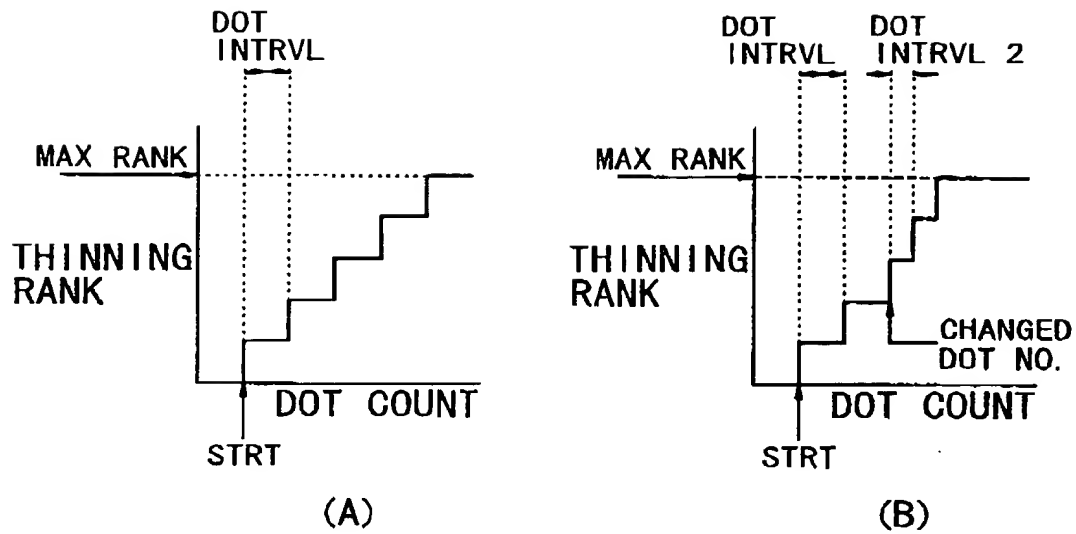 DOT
INTRVL
MAX RANK
THINNING
RANK
DOT COUNT
STRT
(A)
DOT
INTRVL
DOT
INTRVL 2
MAX RANK
THINNING
RANK
CHANGED
DOT NO.
DOT COUNT
STRT
(B)